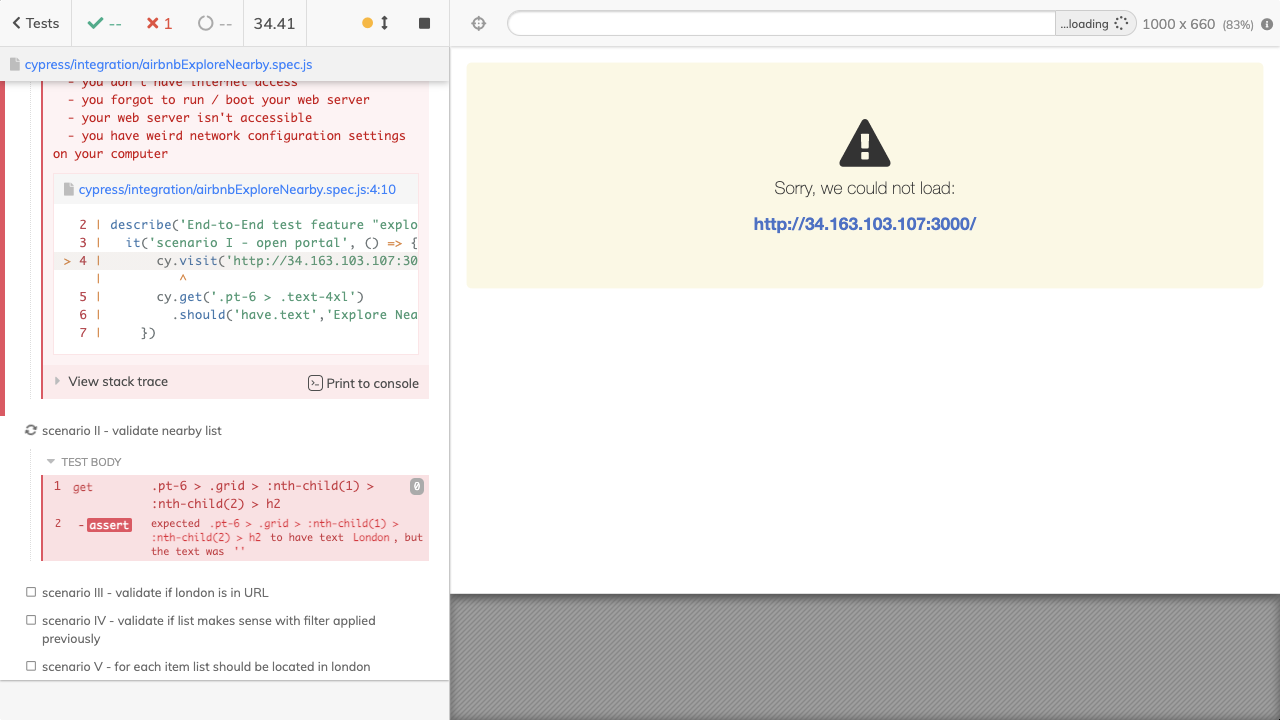 Tests
--
1
--
34.41
...loading
1000 x 660 (83%)
cypress/integration/airbnbExploreNearby.spec.js
- you don't have internet access
- you forgot to run / boot your web server
- your web server isn't accessible
- you have weird network configuration settings
on your computer
cypress/integration/airbnbExploreNearby.spec.js:4:10
2 | describe('End-to-End test feature "explo
3 | it('scenario I - open portal', () => {
> 4 | cy.visit('http://34.163.103.107:30
| ^
5 | cy.get('.pt-6 > .text-4xl')
6 | .should('have.text','Explore Nea
7 | })
View stack trace
Print to console
scenario II - validate nearby list
TEST BODY
1 get .pt-6 > .grid > :nth-child(1) >
:nth-child(2) > h2
0
2 -assert expected .pt-6 > .grid > :nth-child(1) >
:nth-child(2) > h2 to have text London, but
the text was ''
scenario III - validate if london is in URL
scenario IV - validate if list makes sense with filter applied
previously
scenario V - for each item list should be located in london
Sorry, we could not load:
http://34.163.103.107:3000/